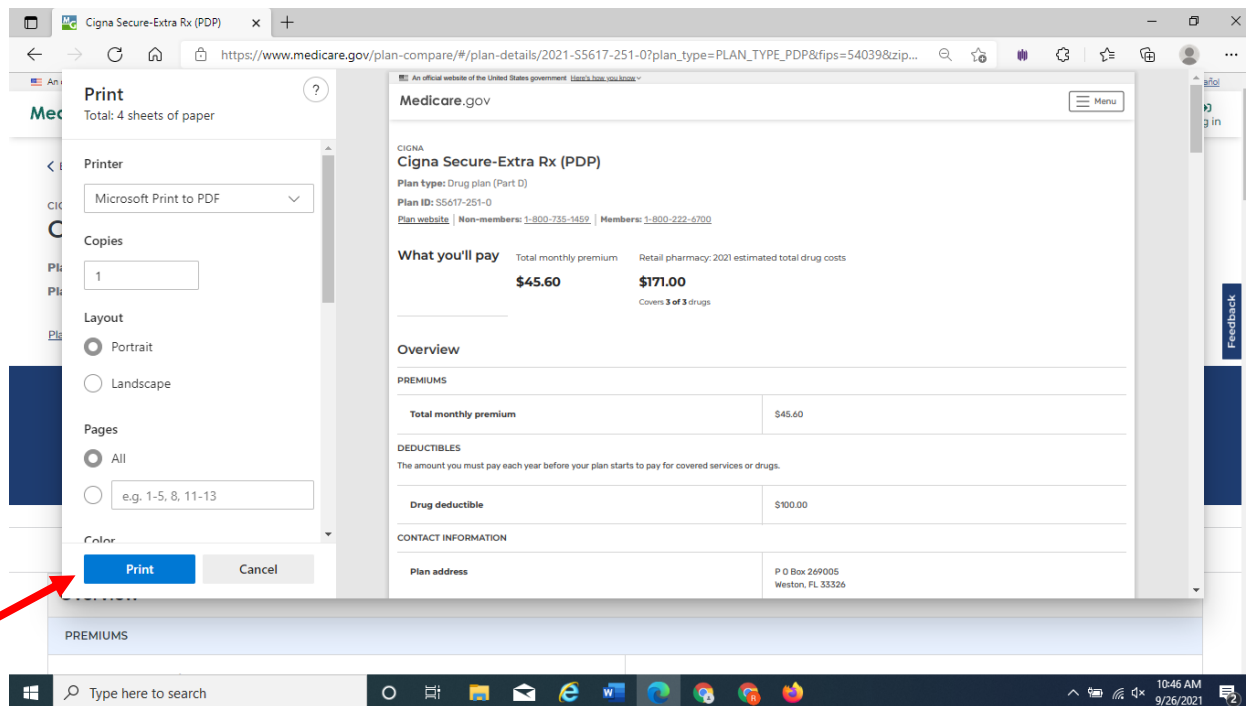 Cigna Secure-Extra Rx (PDP)
https://www.medicare.gov/plan-compare/#/plan-details/2021-S5617-251-0?plan_type=PLAN_TYPE_PDP&fips=54039&zip...
Print
Total: 4 sheets of paper
?
Printer
Microsoft Print to PDF
Copies
1
Layout
Portrait
Landscape
Pages
All
e.g. 1-5, 8, 11-13
Color
Print
Cancel
An official website of the United States government Here's how you know
Medicare.gov
Menu
CIGNA
Cigna Secure-Extra Rx (PDP)
Plan type: Drug plan (Part D)
Plan ID: S5617-251-0
Plan website | Non-members: 1-800-735-1459 | Members: 1-800-222-6700
What you'll pay
Total monthly premium
$45.60
Retail pharmacy: 2021 estimated total drug costs
$171.00
Covers 3 of 3 drugs
Overview
PREMIUMS
Total monthly premium
$45.60
DEDUCTIBLES
The amount you must pay each year before your plan starts to pay for covered services or drugs.
Drug deductible
$100.00
CONTACT INFORMATION
Plan address
P O Box 269005
Weston, FL 33326
Feedback
PREMIUMS
Type here to search
10:46 AM
9/26/2021
2